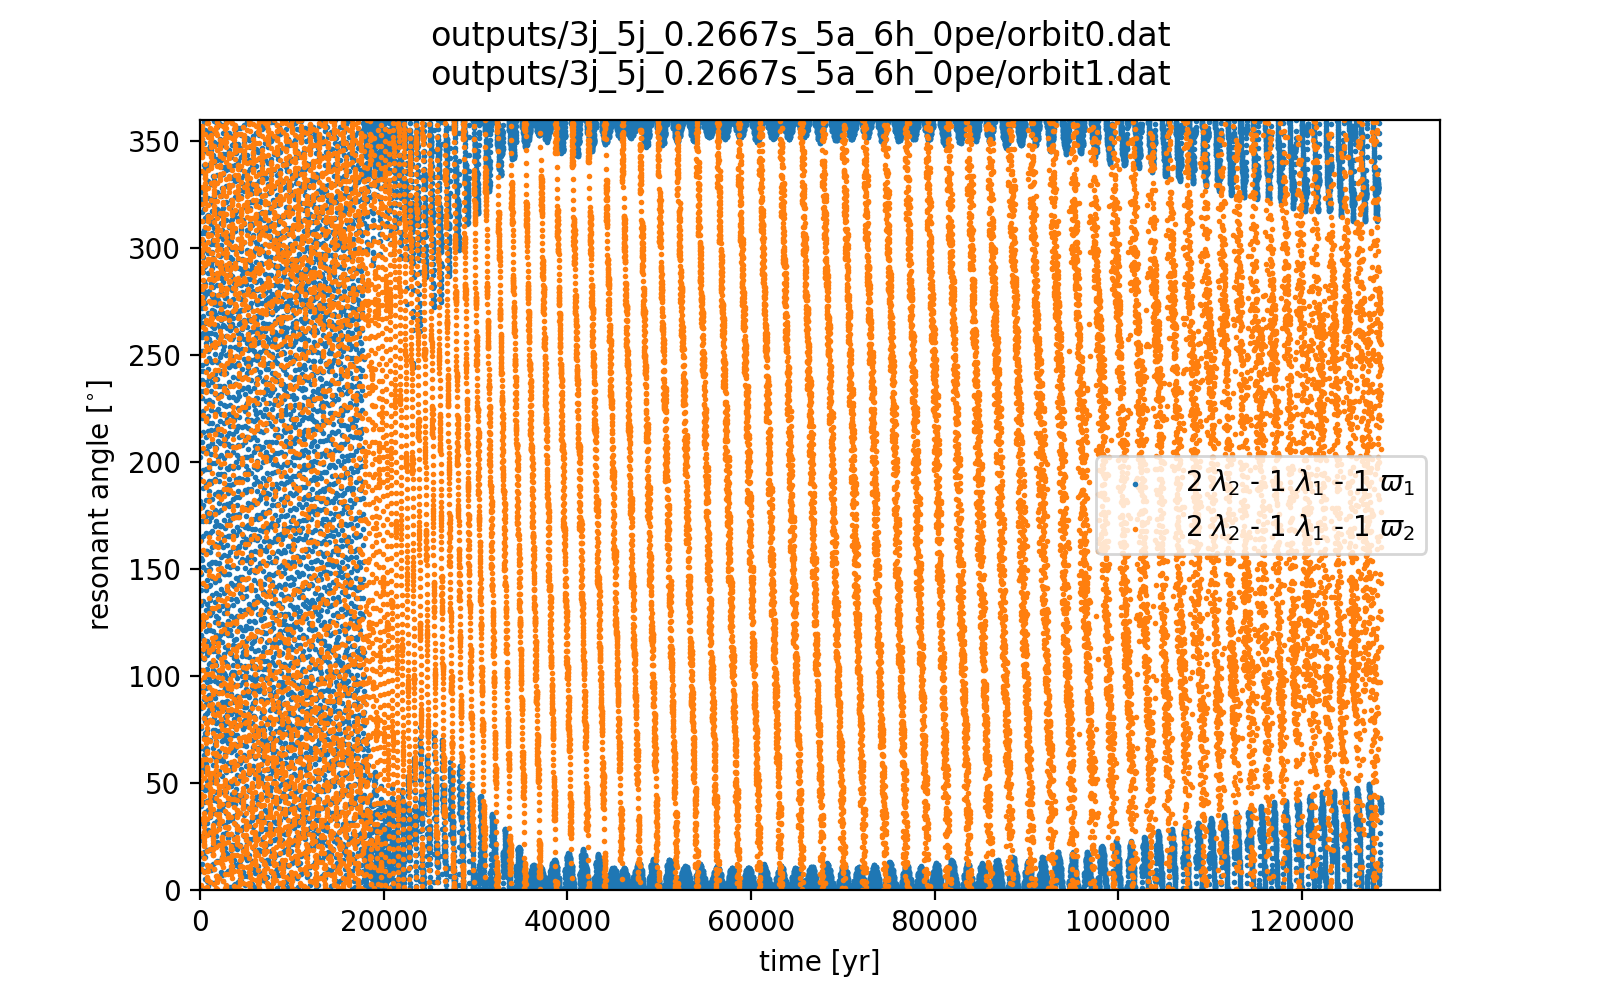 outputs/3j_5j_0.2667s_5a_6h_0pe/orbit0.dat
outputs/3j_5j_0.2667s_5a_6h_0pe/orbit1.dat
350
300
250
200
150
100
50
0
resonant angle [°]
2 λ₂ - 1 λ₁ - 1 ϖ₁
2 λ₂ - 1 λ₁ - 1 ϖ₂
0 20000 40000 60000 80000 100000 120000
time [yr]